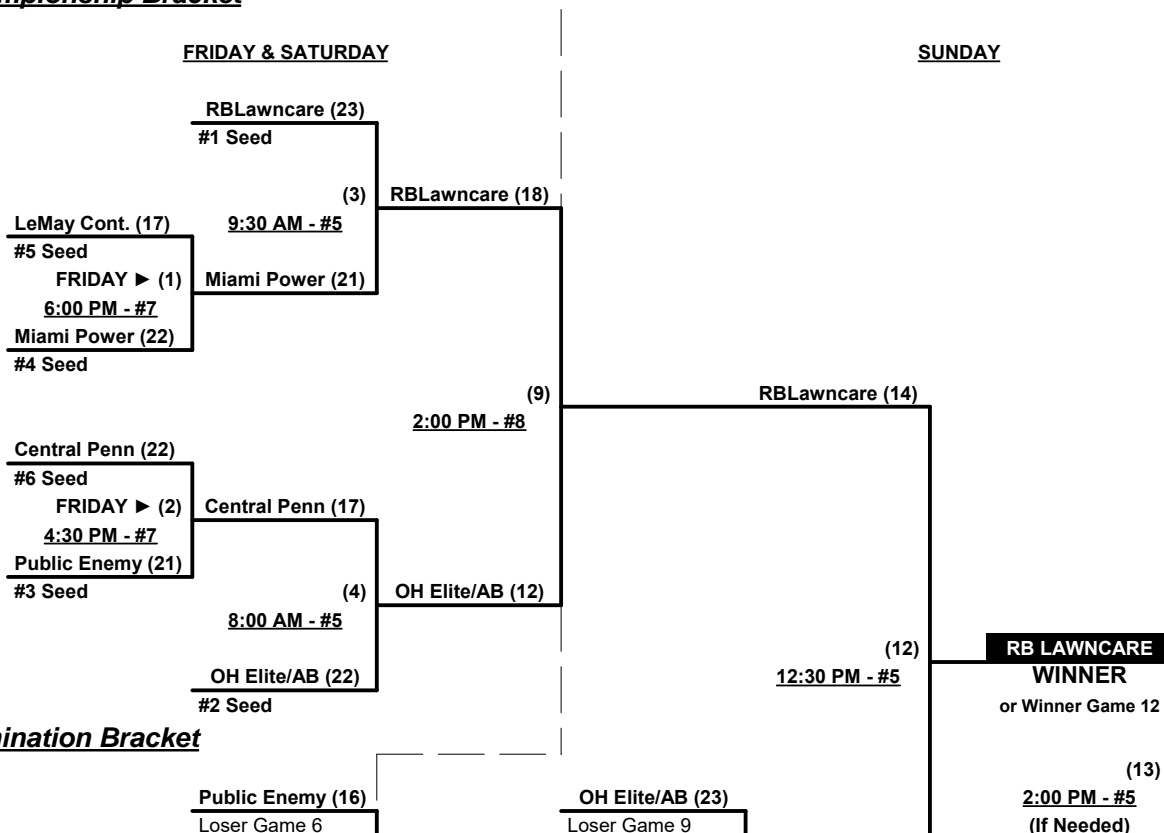 FRIDAY & SATURDAY
SUNDAY
RBLawncare (23)
#1 Seed
(3)
RBLawncare (18)
LeMay Cont. (17)
9:30 AM - #5
#5 Seed
FRIDAY ► (1)
Miami Power (21)
6:00 PM - #7
Miami Power (22)
#4 Seed
(9)
RBLawncare (14)
2:00 PM - #8
Central Penn (22)
#6 Seed
FRIDAY ► (2)
Central Penn (17)
4:30 PM - #7
Public Enemy (21)
#3 Seed
(4)
OH Elite/AB (12)
8:00 AM - #5
(12)
RB LAWNCARE
OH Elite/AB (22)
12:30 PM - #5
WINNER
#2 Seed
or Winner Game 12
Bracket
(13)
Public Enemy (16)
OH Elite/AB (23)
2:00 PM - #5
Loser Game 6
Loser Game 9
(If Needed)